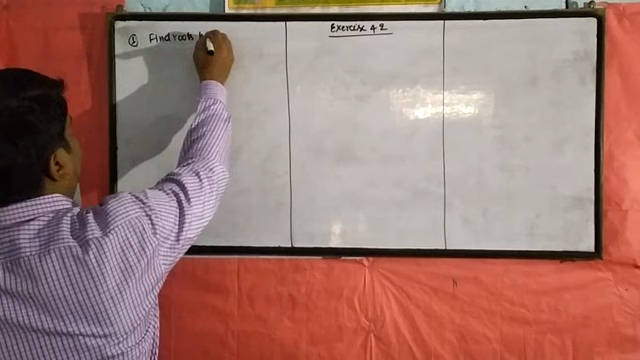 Exercise 4.2
① Find roots